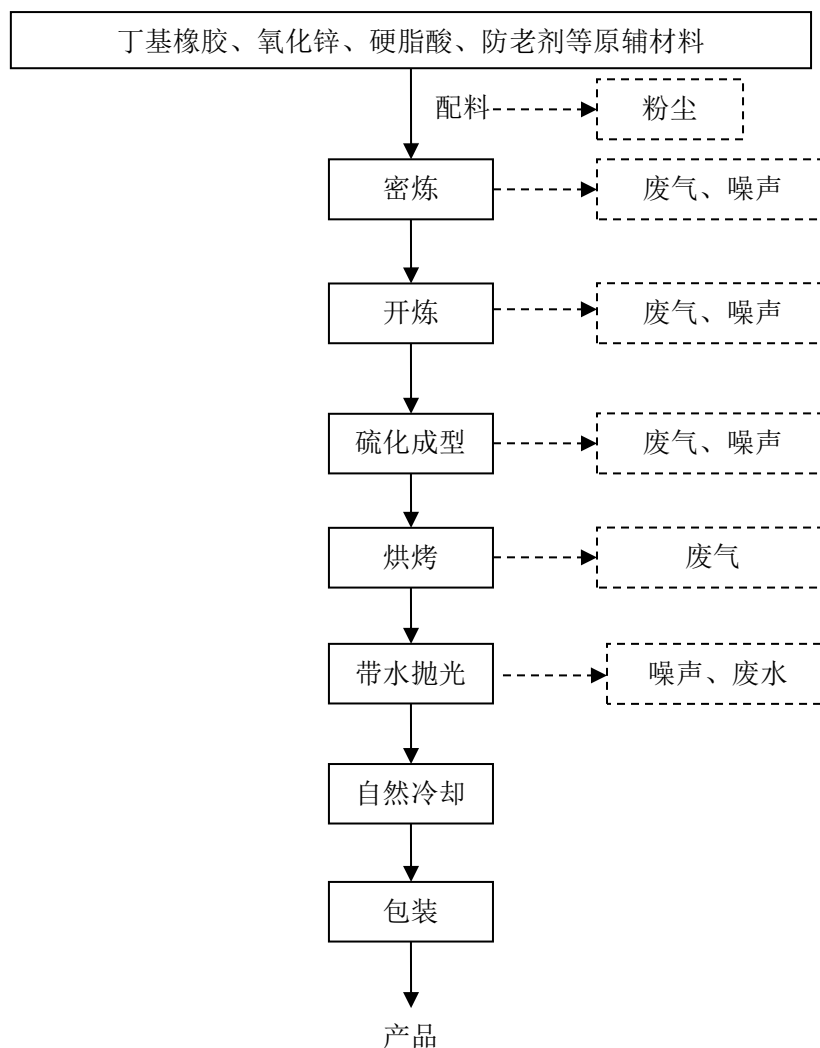 丁基橡胶、氧化锌、硬脂酸、防老剂等原辅材料
配料
粉尘
密炼
废气、噪声
开炼
废气、噪声
硫化成型
废气、噪声
烘烤
废气
带水抛光
噪声、废水
自然冷却
包装
产品